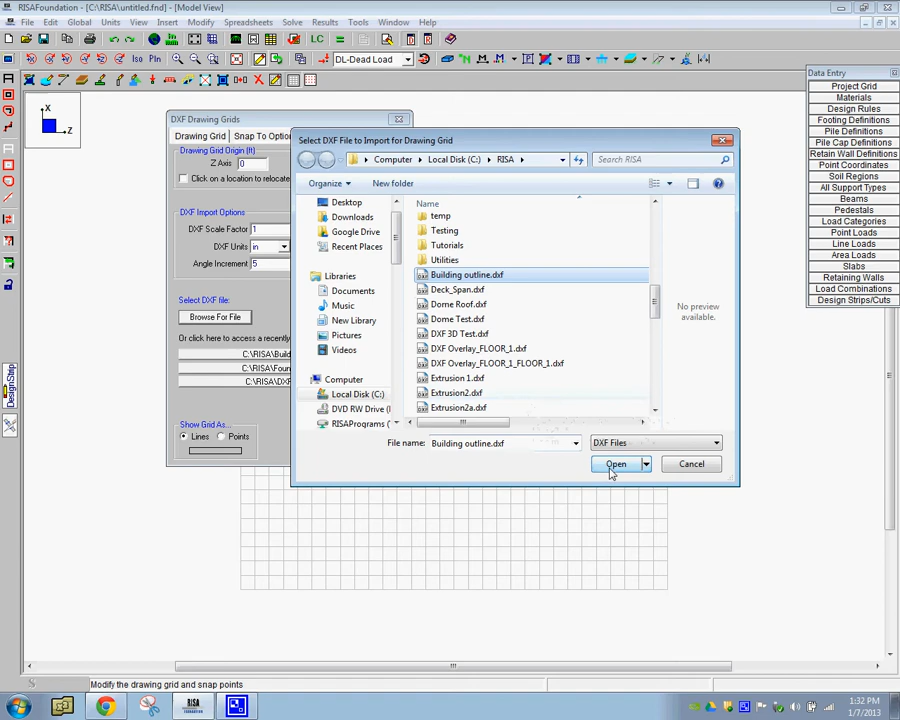 RISAFoundation - [C:\RISA\untitled.fnd] - [Model View]
File Edit Global Units View Insert Modify Spreadsheets Solve Results Tools Window Help
LC=
Iso Pln DL-Dead Load
Data Entry
Project Grid
Materials
Design Rules
Footing Definitions
Pile Definitions
Pile Cap Definitions
Retain Wall Definitions
Point Coordinates
Soil Regions
All Support Types
Beams
Pedestals
Load Categories
Point Loads
Line Loads
Area Loads
Slabs
Retaining Walls
Load Combinations
Design Strips/Cuts
X
Z
DXF Drawing Grids
Drawing Grid Snap To Optio
Drawing Grid Origin (ft)
Z Axis 0
Click on a location to relocate
DXF Import Options
DXF Scale Factor 1
DXF Units in
Angle Increment 5
Select DXF file:
Browse For File
Or click here to access a recently
C:\RISA\Build
C:\RISA\Foun
C:\RISA\DX
Show Grid As...
Lines Points
Select DXF File to Import for Drawing Grid
Computer Local Disk (C:) RISA Search RISA
Organize New folder
Desktop
Downloads
Google Drive
Recent Places
Libraries
Documents
Music
New Library
Pictures
Videos
Computer
Local Disk (C:)
DVD RW Drive (
RISAPrograms (
Name
temp
Testing
Tutorials
Utilities
Building outline.dxf
Deck_Span.dxf
Dome Roof.dxf
Dome Test.dxf
DXF 3D Test.dxf
DXF Overlay_FLOOR_1.dxf
DXF Overlay_FLOOR_1_FLOOR_1.dxf
Extrusion 1.dxf
Extrusion2.dxf
Extrusion2a.dxf
No preview
available.
File name: Building outline.dxf DXF Files
Open Cancel
DesignStrip
Modify the drawing grid and snap points
RISA
FOUNDATION
1:32 PM
1/7/2013